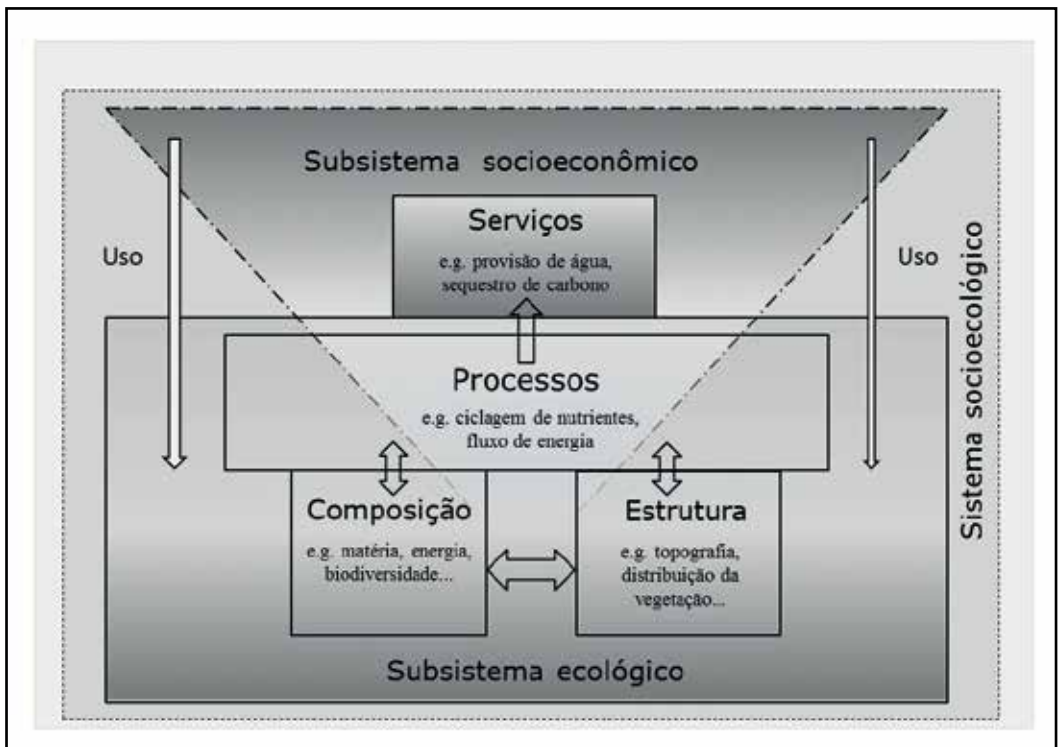 Subsistema socioeconômico
Serviços
e.g. provisão de água,
sequestro de carbono
Uso
Uso
Processos
e.g. ciclagem de nutrientes,
fluxo de energia
Composição
e.g. matéria, energia,
biodiversidade...
Estrutura
e.g. topografia,
distribuição da
vegetação...
Subsistema ecológico
Sistema socioecológico